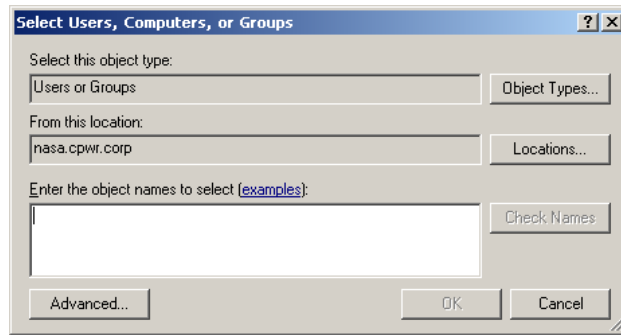 Select Users, Computers, or Groups
Select this object type:
Users or Groups
Object Types...
From this location:
nasa.cpwr.corp
Locations...
Enter the object names to select (examples):
Check Names
Advanced...
OK
Cancel